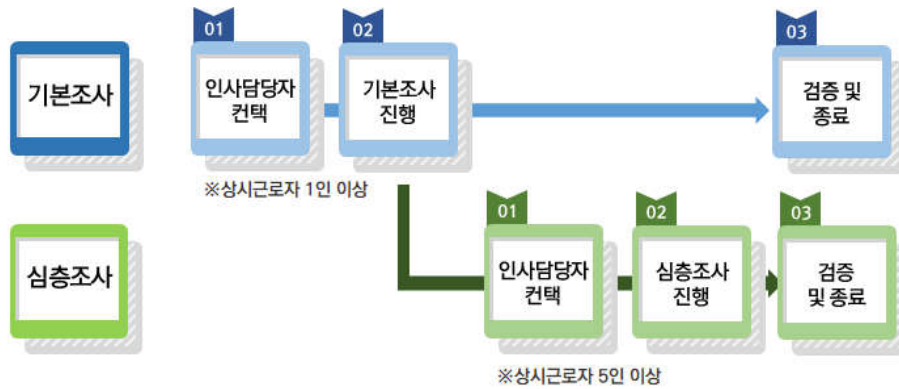 01
02
03
기본조사
인사담당자
컨택
기본조사
진행
검증 및
종료
※상시근로자 1인 이상
01
02
03
심층조사
인사담당자
컨택
심층조사
진행
검증
및 종료
※상시근로자 5인 이상